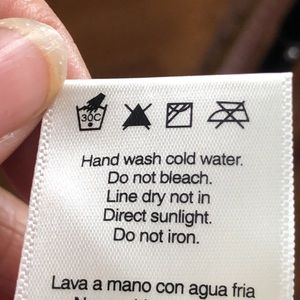 30C
Hand wash cold water.
Do not bleach.
Line dry not in
Direct sunlight.
Do not iron.
Lava a mano con agua fria